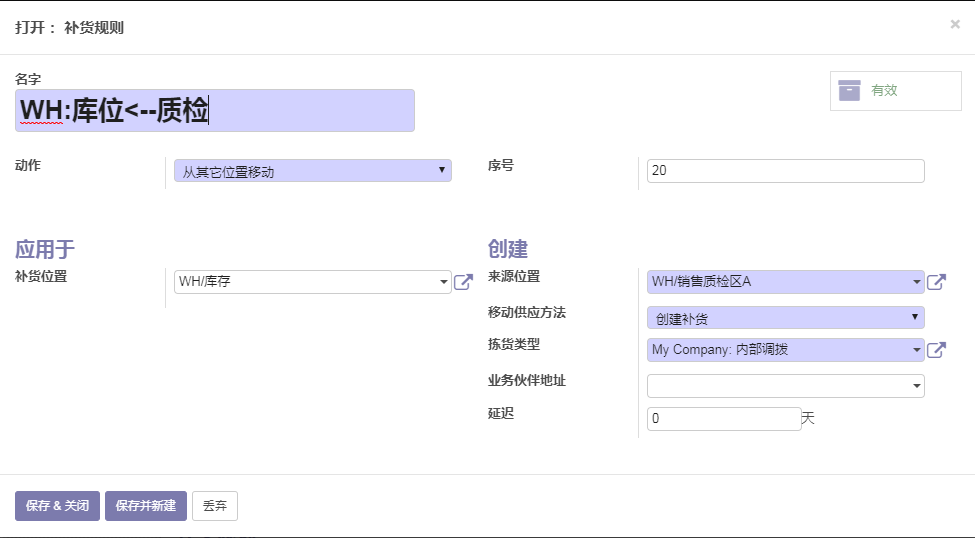 打开： 补货规则
×
名字
有效
WH:库位<--质检
动作
从其它位置移动
序号
20
应用于
补货位置
WH/库存
创建
来源位置
WH/销售质检区A
移动供应方法
创建补货
拣货类型
My Company: 内部调拨
业务伙伴地址
延迟
0 天
保存 & 关闭
保存并新建
丢弃